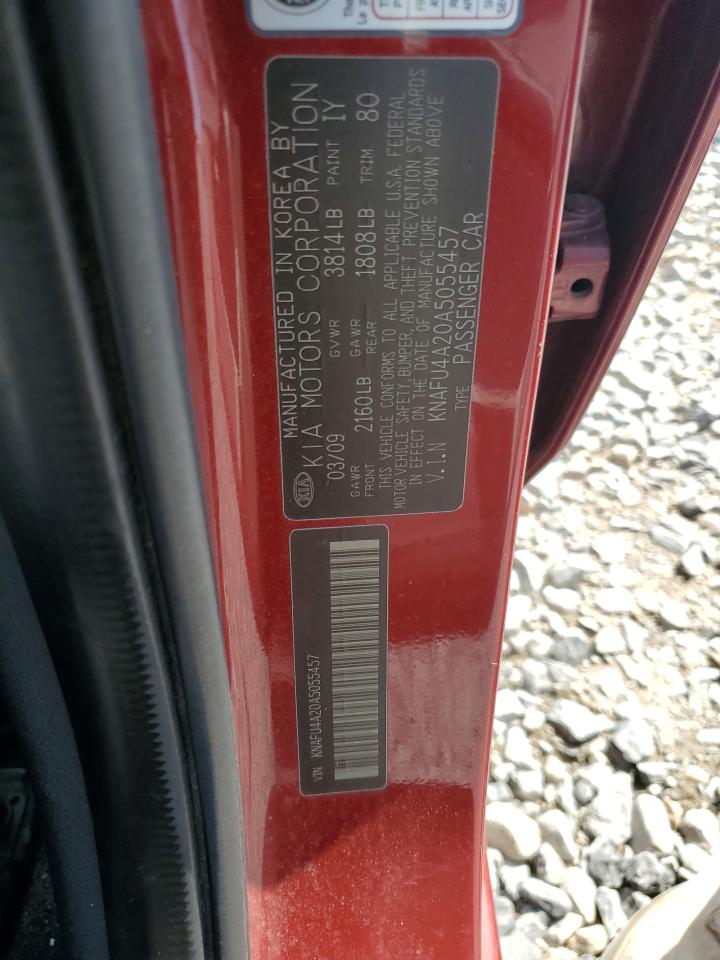 MANUFACTURED IN KOREA BY
KIA KIA MOTORS CORPORATION
03/09 GVWR 3814LB PAINT IY
GAWR FRONT 2160LB GAWR REAR 1808LB TRIM 80
THIS VEHICLE CONFORMS TO ALL APPLICABLE U.S.A. FEDERAL
MOTOR VEHICLE SAFETY, BUMPER, AND THEFT PREVENTION STANDARDS
IN EFFECT ON THE DATE OF MANUFACTURE SHOWN ABOVE
V.I.N KNAFU4A20A5055457
TYPE PASSENGER CAR
VIN KNAFU4A20A5055457